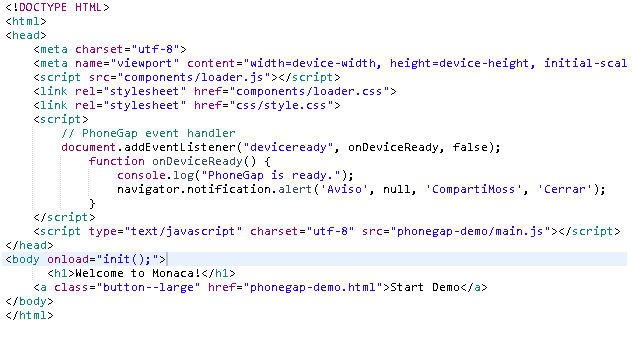 <!DOCTYPE HTML>
<html>
<head>
    <meta charset="utf-8">
    <meta name="viewport" content="width=device-width, height=device-height, initial-scal
    <script src="components/loader.js"></script>
    <link rel="stylesheet" href="components/loader.css">
    <link rel="stylesheet" href="css/style.css">
    <script>
        // PhoneGap event handler
        document.addEventListener("deviceready", onDeviceReady, false);
            function onDeviceReady() {
                console.log("PhoneGap is ready.");
                navigator.notification.alert('Aviso', null, 'CompartiMoss', 'Cerrar');
            }
    </script>
    <script type="text/javascript" charset="utf-8" src="phonegap-demo/main.js"></script>
</head>
<body onload="init();">
      <h1>Welcome to Monaca!</h1>
    <a class="button--large" href="phonegap-demo.html">Start Demo</a>
</body>
</html>